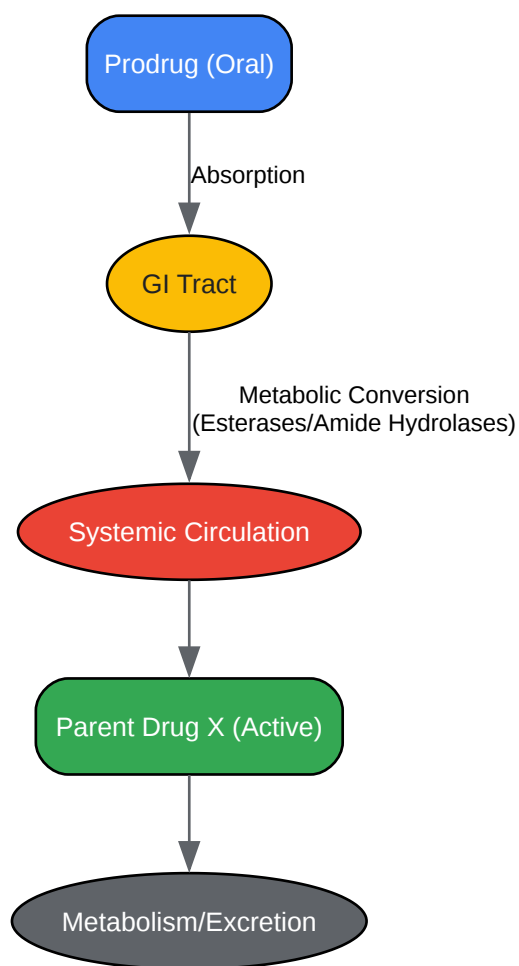 Prodrug (Oral)
Absorption
GI Tract
Metabolic Conversion
(Esterases/Amide Hydrolases)
Systemic Circulation
Parent Drug X (Active)
Metabolism/Excretion